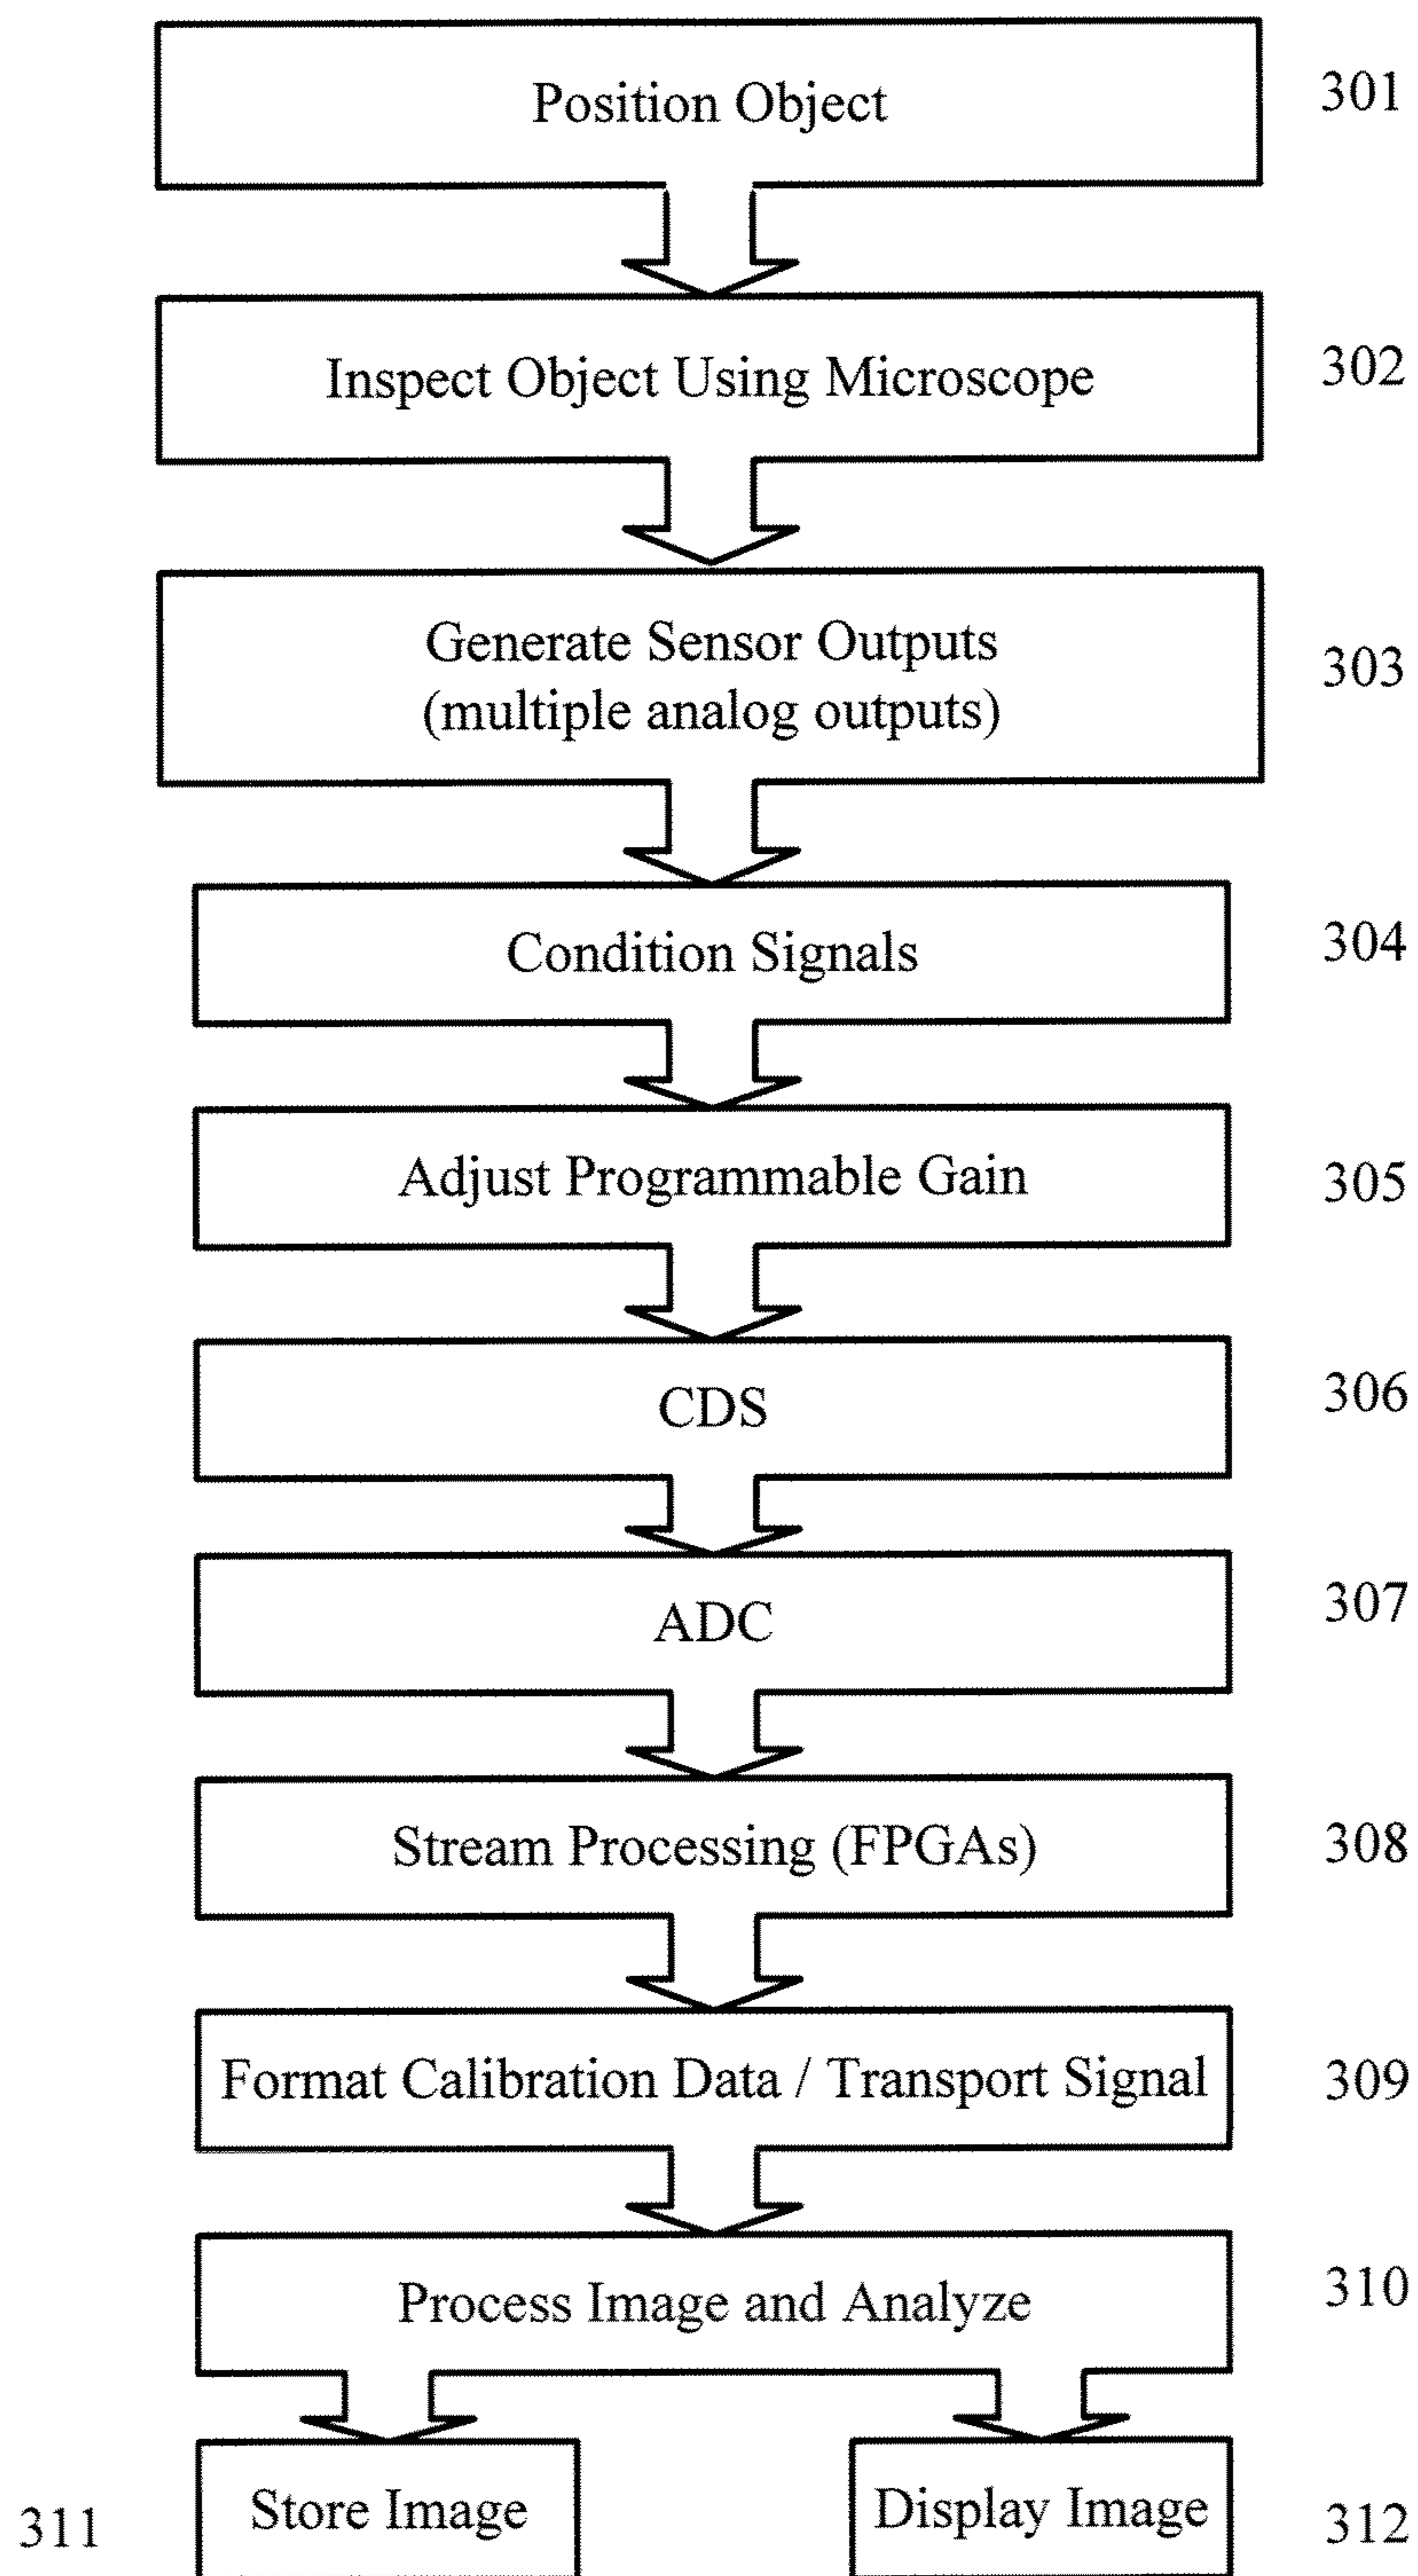 Position Object
301
Inspect Object Using Microscope
302
Generate Sensor Outputs
(multiple analog outputs)
303
Condition Signals
304
Adjust Programmable Gain
305
CDS
306
ADC
307
Stream Processing (FPGAs)
308
Format Calibration Data / Transport Signal
309
Process Image and Analyze
310
311
Store Image
Display Image
312